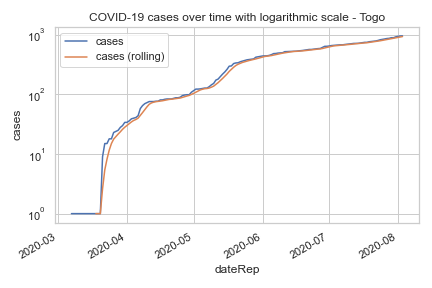 COVID-19 cases over time with logarithmic scale - Togo
cases
cases (rolling)
10³
10²
10¹
10⁰
cases
2020-03
2020-04
2020-05
2020-06
2020-07
2020-08
dateRep